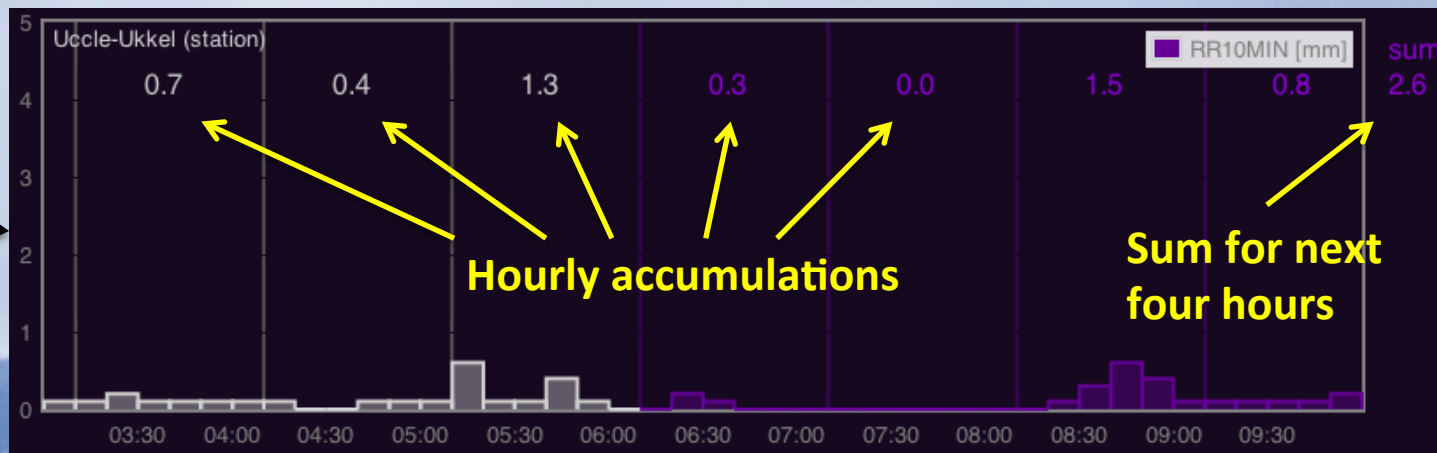 5
Uccle-Ukkel (station)
RR10MIN [mm]
sum
0.7 0.4 1.3 0.3 0.0 1.5 0.8 2.6
4
3
2
Hourly accumulations
Sum for next
four hours
1
0
03:30 04:00 04:30 05:00 05:30 06:00 06:30 07:00 07:30 08:00 08:30 09:00 09:30